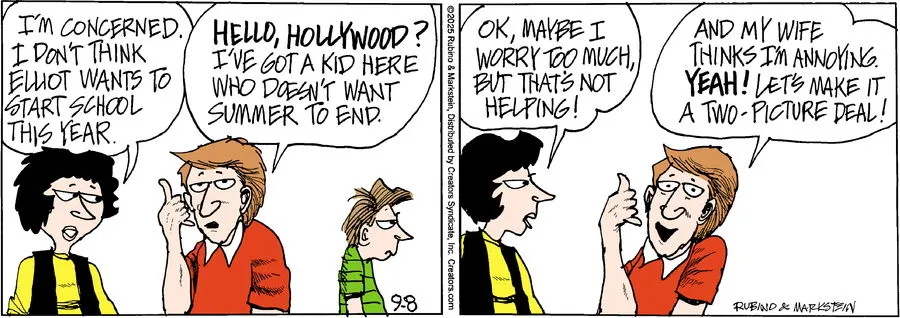 I'M CONCERNED.
I DON'T THINK
ELLIOT WANTS TO
START SCHOOL
THIS YEAR.
HELLO, HOLLYWOOD?
I'VE GOT A KID HERE
WHO DOESN'T WANT
SUMMER TO END.
9-8
©2025 Rubino & Markstein, Distributed by Creators Syndicate, Inc. Creators.com
OK, MAYBE I
WORRY TOO MUCH,
BUT THAT'S NOT
HELPING!
AND MY WIFE
THINKS I'M ANNOYING.
YEAH! LET'S MAKE IT
A TWO-PICTURE DEAL!
RUBINO & MARKSTEIN